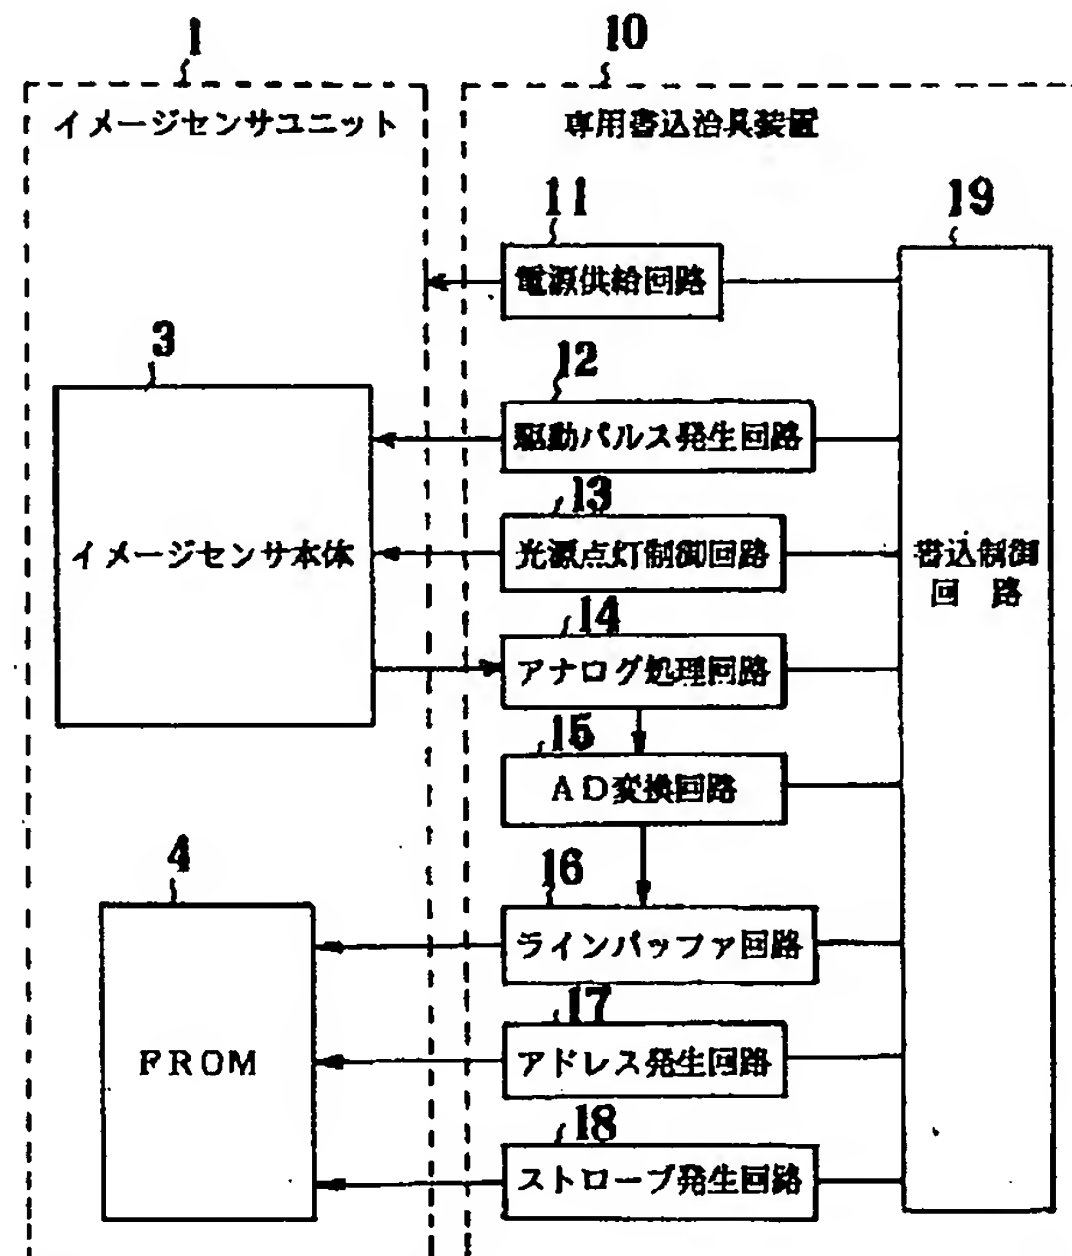 1
10
イメージセンサユニット
専用書込治具装置
11
19
電源供給回路
3
12
駆動パルス発生回路
13
イメージセンサ本体
光源点灯制御回路
書込制御
回 路
14
アナログ処理回路
15
AD変換回路
4
16
ラインバッファ回路
17
FROM
アドレス発生回路
18
ストローブ発生回路